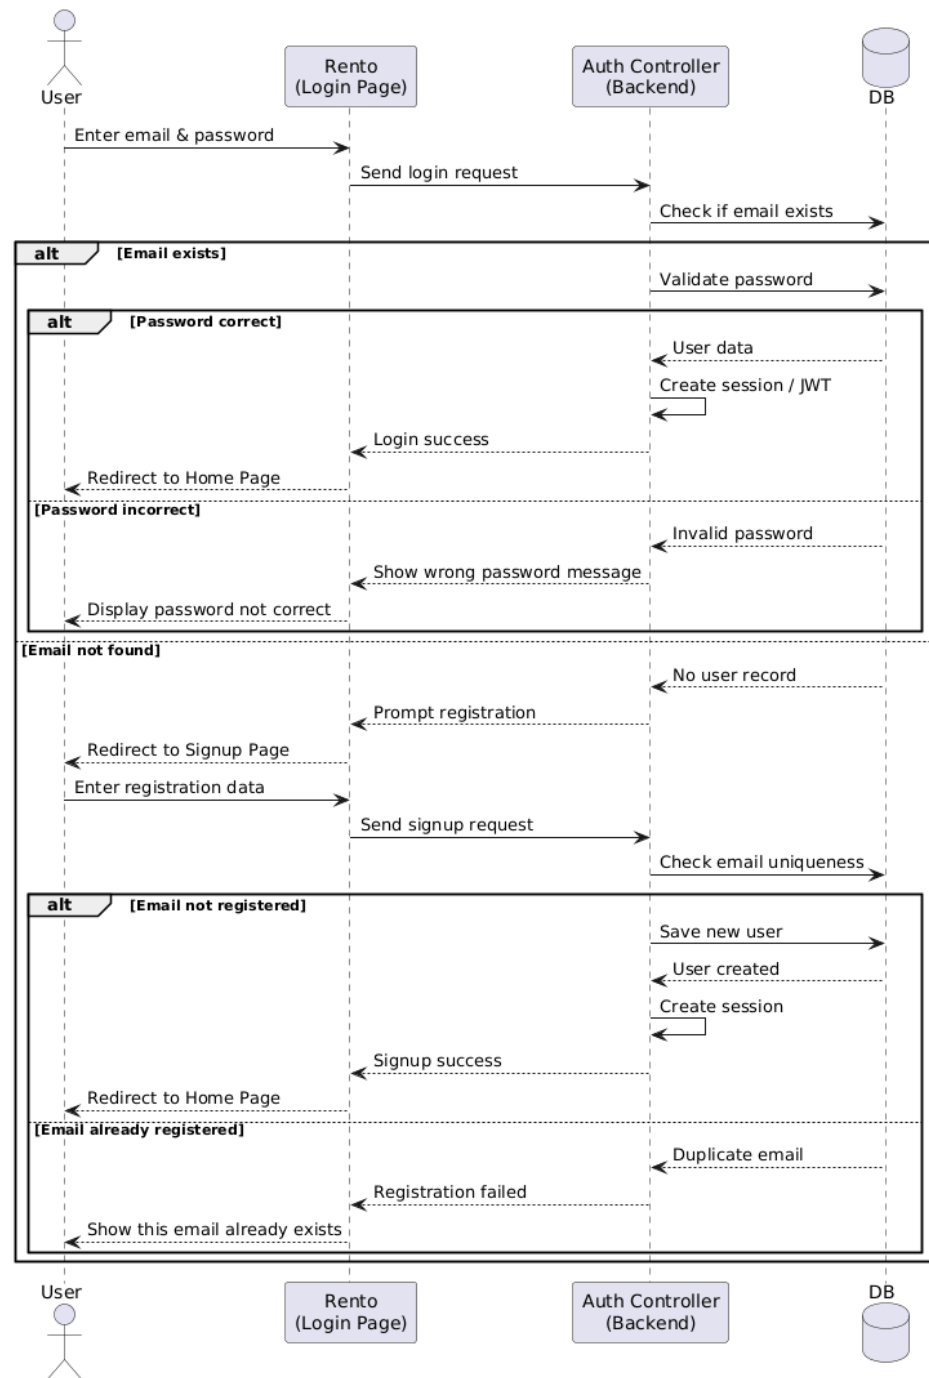 User
Rento
(Login Page)
Auth Controller
(Backend)
DB
Enter email & password
Send login request
Check if email exists
alt [Email exists]
Validate password
alt [Password correct]
User data
Create session / JWT
Login success
Redirect to Home Page
[Password incorrect]
Invalid password
Show wrong password message
Display password not correct
[Email not found]
No user record
Prompt registration
Redirect to Signup Page
Enter registration data
Send signup request
Check email uniqueness
alt [Email not registered]
Save new user
User created
Create session
Signup success
Redirect to Home Page
[Email already registered]
Duplicate email
Registration failed
Show this email already exists
User
Rento
(Login Page)
Auth Controller
(Backend)
DB